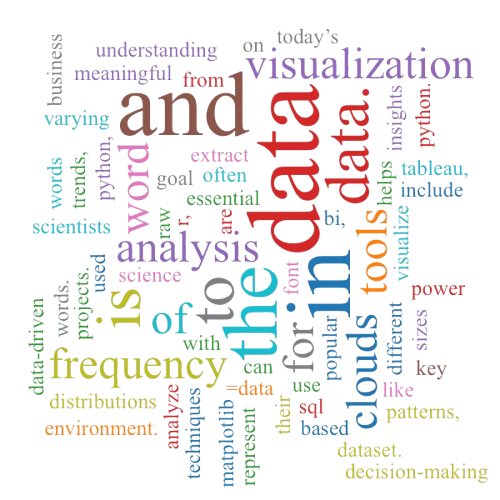 business
understanding
on
today's
meaningful
from
visualization
varying
and
data
data.
insights
python.
words
trends,
python,
word
extract
goal
often
essential
raw
r,
are
helps
tableau,
include
scientists
analysis
bi,
tools
visualize
science
font
in
used
projects.
words.
data-driven
is
of
to
the
for
popular
clouds
different
sizes
power
with
frequency
can
key
distributions
=data
use
like
environment.
analyze
techniques
matplotlib
represent
their
sql
based
patterns,
dataset.
decision-making